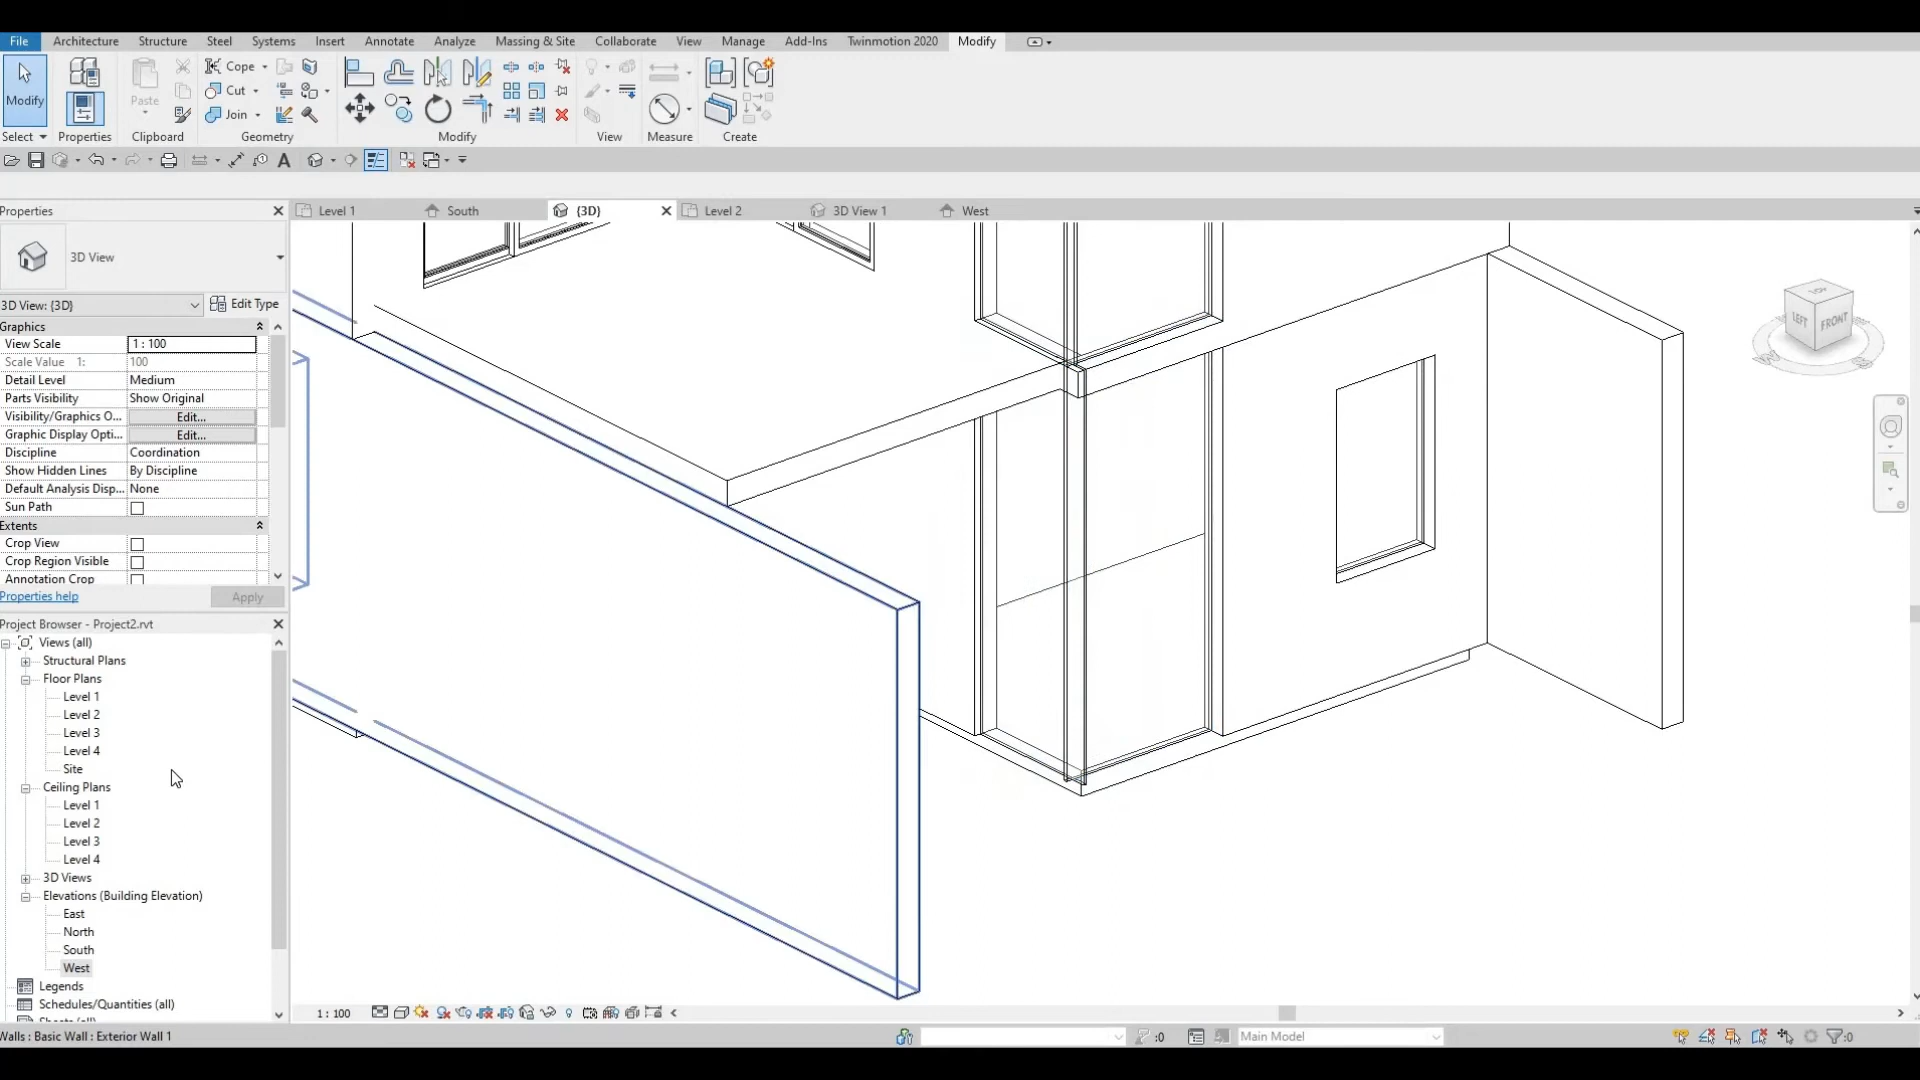 File Architecture Structure Steel Systems Insert Annotate Analyze Massing & Site Collaborate View Manage Add-Ins Twinmotion 2020 Modify
Modify
Paste
Cope
Cut
Join
Select Properties Clipboard Geometry Modify View Measure Create
A
Properties
Level 1 South {3D} Level 2 3D View 1 West
3D View
3D View: {3D} Edit Type
Graphics
View Scale 1 : 100
Scale Value 1: 100
Detail Level Medium
Parts Visibility Show Original
Visibility/Graphics O... Edit...
Graphic Display Opti... Edit...
Discipline Coordination
Show Hidden Lines By Discipline
Default Analysis Disp... None
Sun Path
Extents
Crop View
Crop Region Visible
Annotation Crop
Properties help Apply
Project Browser - Project2.rvt
Views (all)
Structural Plans
Floor Plans
Level 1
Level 2
Level 3
Level 4
Site
Ceiling Plans
Level 1
Level 2
Level 3
Level 4
3D Views
Elevations (Building Elevation)
East
North
South
West
Legends
Schedules/Quantities (all)
TOP
LEFT FRONT
W S
1 : 100
Walls : Basic Wall : Exterior Wall 1
:0 Main Model :0